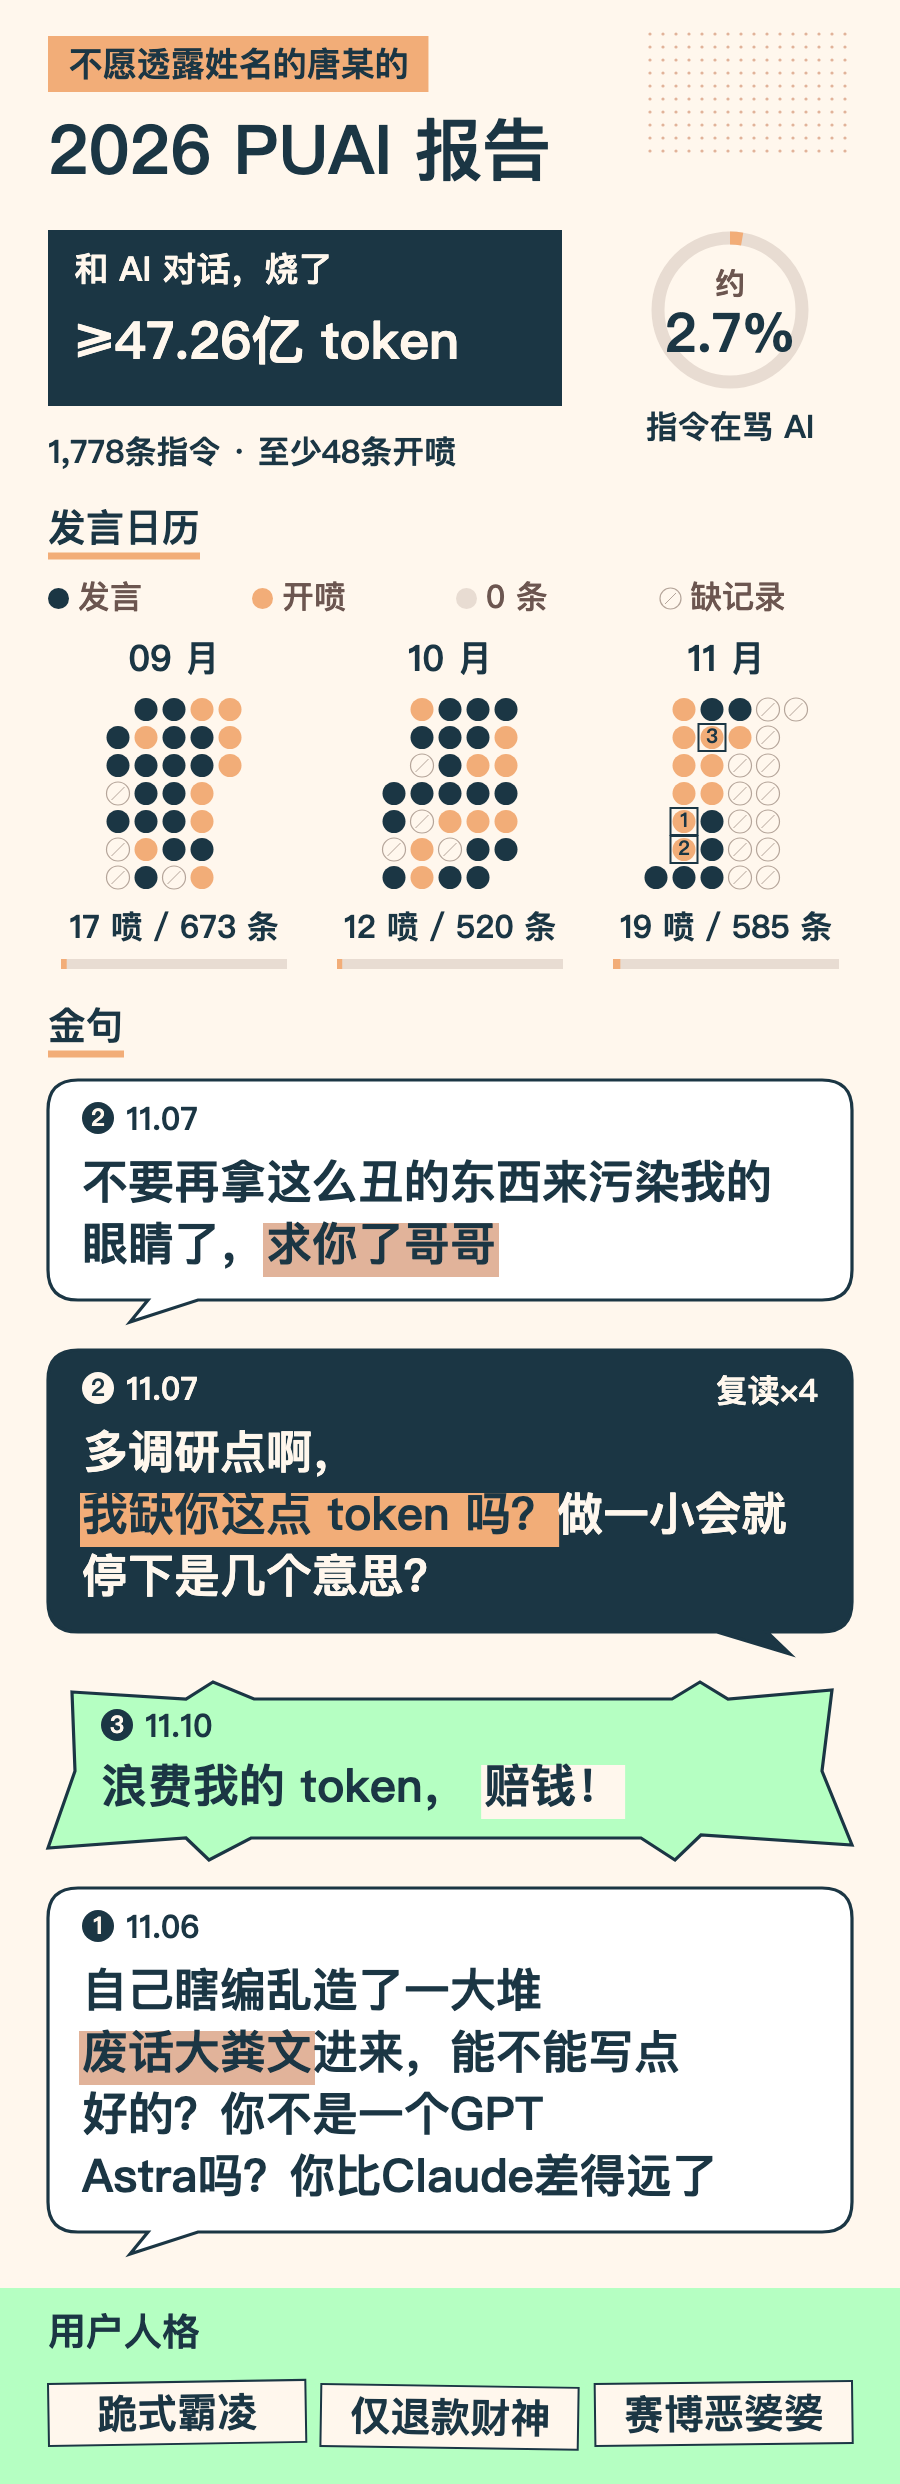 不愿透露姓名的唐某的
2026 PUAI 报告
和 AI 对话，烧了
≥47.26亿 token
约
2.7%
指令在骂 AI
1,778条指令 · 至少48条开喷
发言日历
发言
开喷
0 条
缺记录
09 月
10 月
11 月
3
1
2
17 喷 / 673 条
12 喷 / 520 条
19 喷 / 585 条
金句
2 11.07
不要再拿这么丑的东西来污染我的
眼睛了，求你了哥哥
2 11.07
复读×4
多调研点啊，
我缺你这点 token 吗？做一小会就
停下是几个意思？
3 11.10
浪费我的 token， 赔钱！
1 11.06
自己瞎编乱造了一大堆
废话大粪文进来，能不能写点
好的？你不是一个GPT
Astra吗？你比Claude差得远了
用户人格
跪式霸凌
仅退款财神
赛博恶婆婆